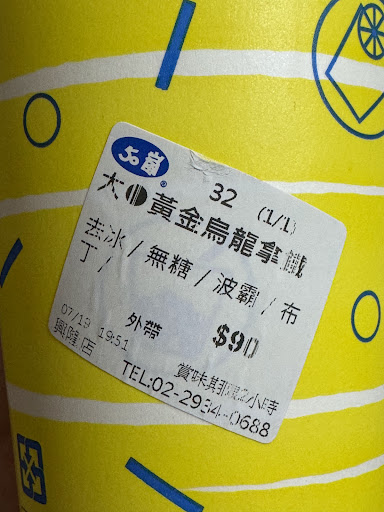 50嵐®
32 (1/1)
大 黃金烏龍拿鐵
去冰/無糖/波霸/布
丁/
外帶 $90
07/19 19:51
興隆店 賞味期限2小時
TEL:02-2934-0688